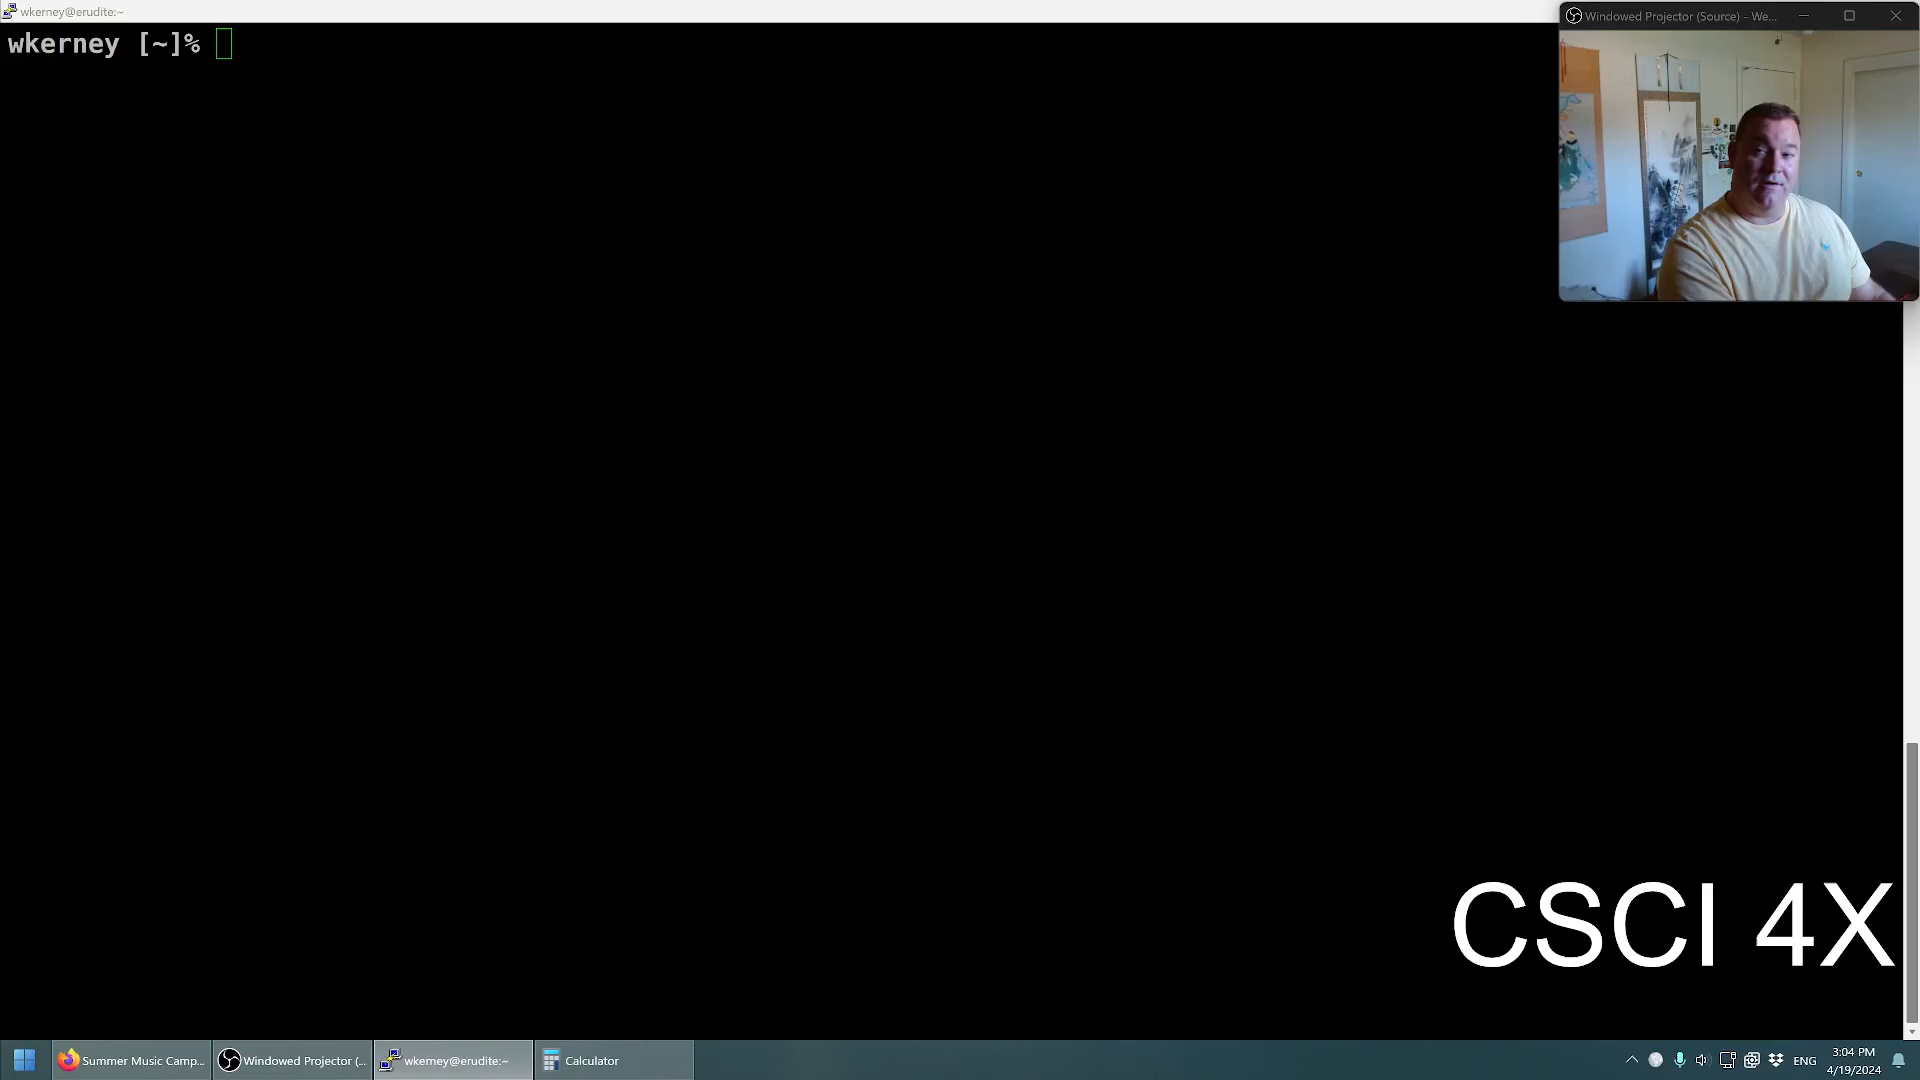 wkerney@erudite:~
Windowed Projector (Source) - We...
wkerney [~]%
CSCI 4X
Summer Music Camp...
Windowed Projector (...
wkerney@erudite:~
Calculator
ENG
3:04 PM
4/19/2024